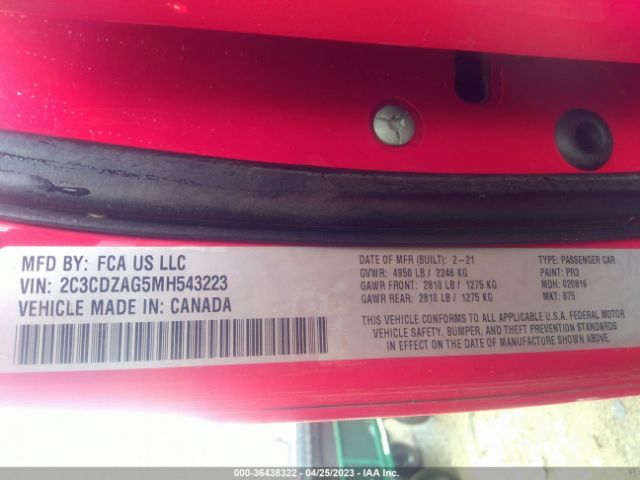 MFD BY: FCA US LLC
VIN: 2C3CDZAG5MH543223
VEHICLE MADE IN: CANADA
DATE OF MFR (BUILT): 2-21
GVWR: 4950 LB / 2246 KG
GAWR FRONT: 2810 LB / 1275 KG
GAWR REAR: 2810 LB / 1275 KG
TYPE: PASSENGER CAR
PAINT: PR3
MDH: 020816
MKT: 875
THIS VEHICLE CONFORMS TO ALL APPLICABLE U.S.A. FEDERAL MOTOR
VEHICLE SAFETY, BUMPER, AND THEFT PREVENTION STANDARDS
IN EFFECT ON THE DATE OF MANUFACTURE SHOWN ABOVE.
000-36438322 - 04/25/2023 - IAA Inc.